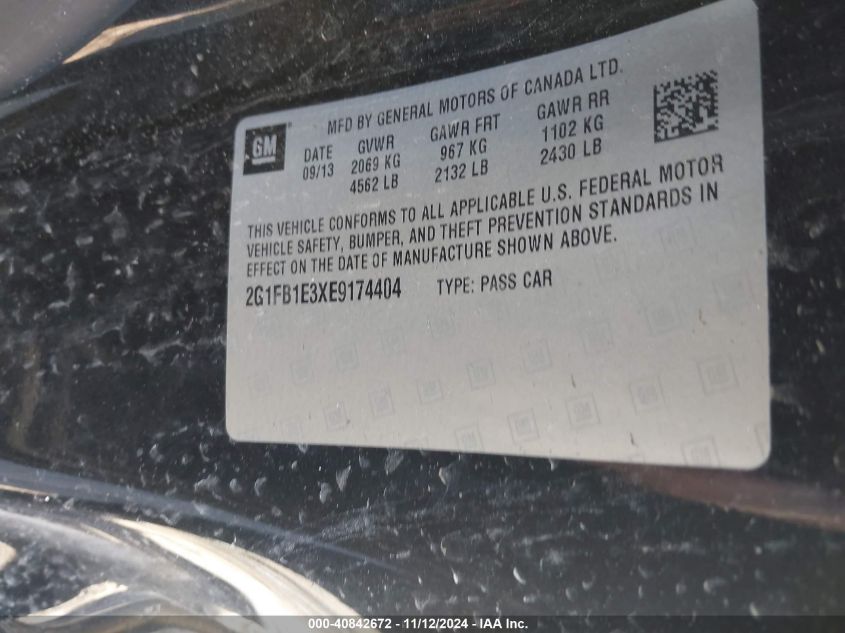 MFD BY GENERAL MOTORS OF CANADA LTD.
GM
DATE GVWR GAWR FRT GAWR RR
09/13 2069 KG 967 KG 1102 KG
4562 LB 2132 LB 2430 LB
THIS VEHICLE CONFORMS TO ALL APPLICABLE U.S. FEDERAL MOTOR
VEHICLE SAFETY, BUMPER, AND THEFT PREVENTION STANDARDS IN
EFFECT ON THE DATE OF MANUFACTURE SHOWN ABOVE.
2G1FB1E3XE9174404 TYPE: PASS CAR
000-40842672 - 11/12/2024 - IAA Inc.